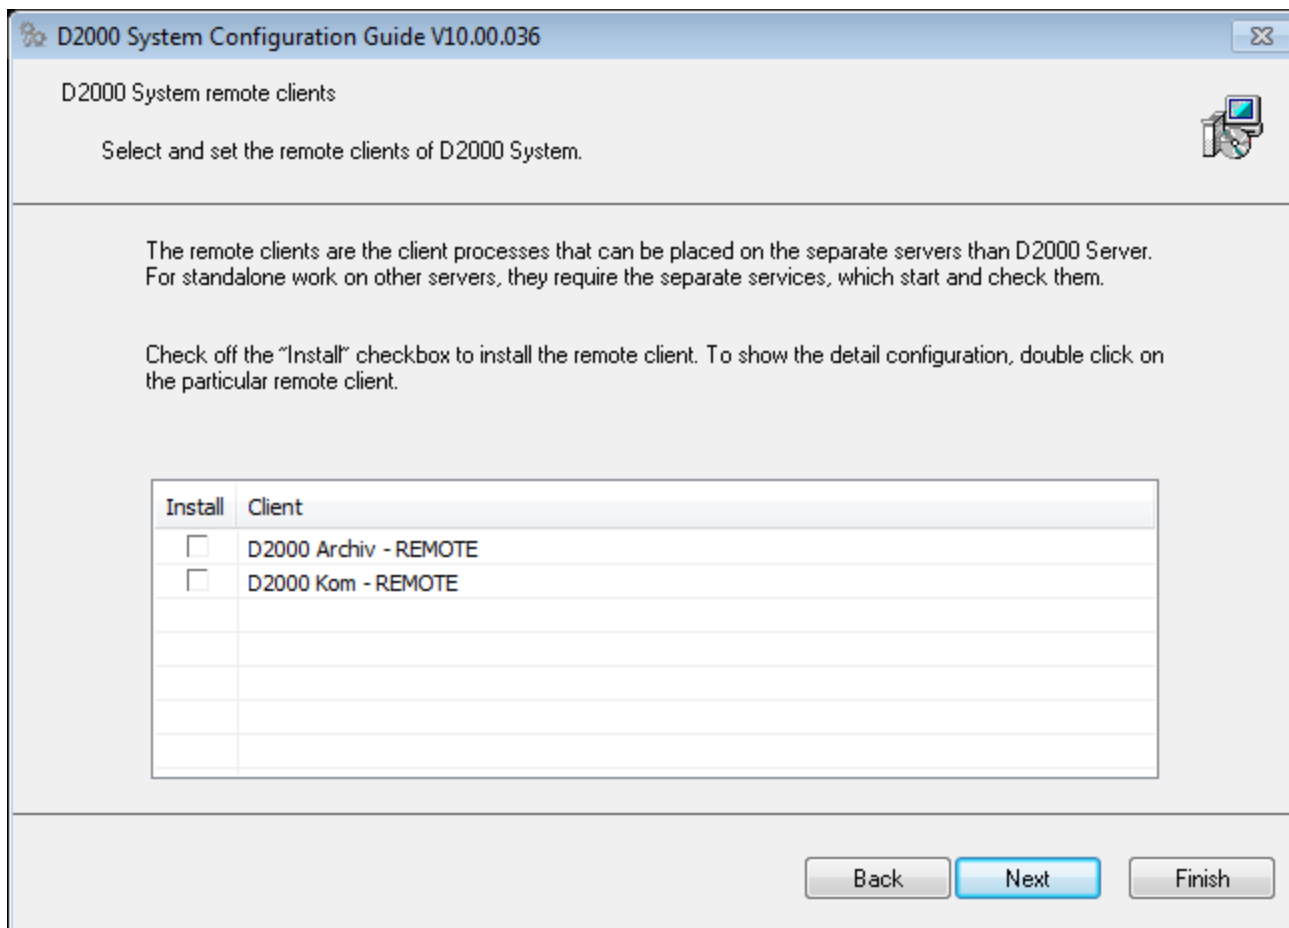 D2000 System Configuration Guide V10.00.036
D2000 System remote clients
Select and set the remote clients of D2000 System.
The remote clients are the client processes that can be placed on the separate servers than D2000 Server.
For standalone work on other servers, they require the separate services, which start and check them.
Check off the "Install" checkbox to install the remote client. To show the detail configuration, double click on
the particular remote client.
Install Client
D2000 Archiv - REMOTE
D2000 Kom - REMOTE
Back Next Finish